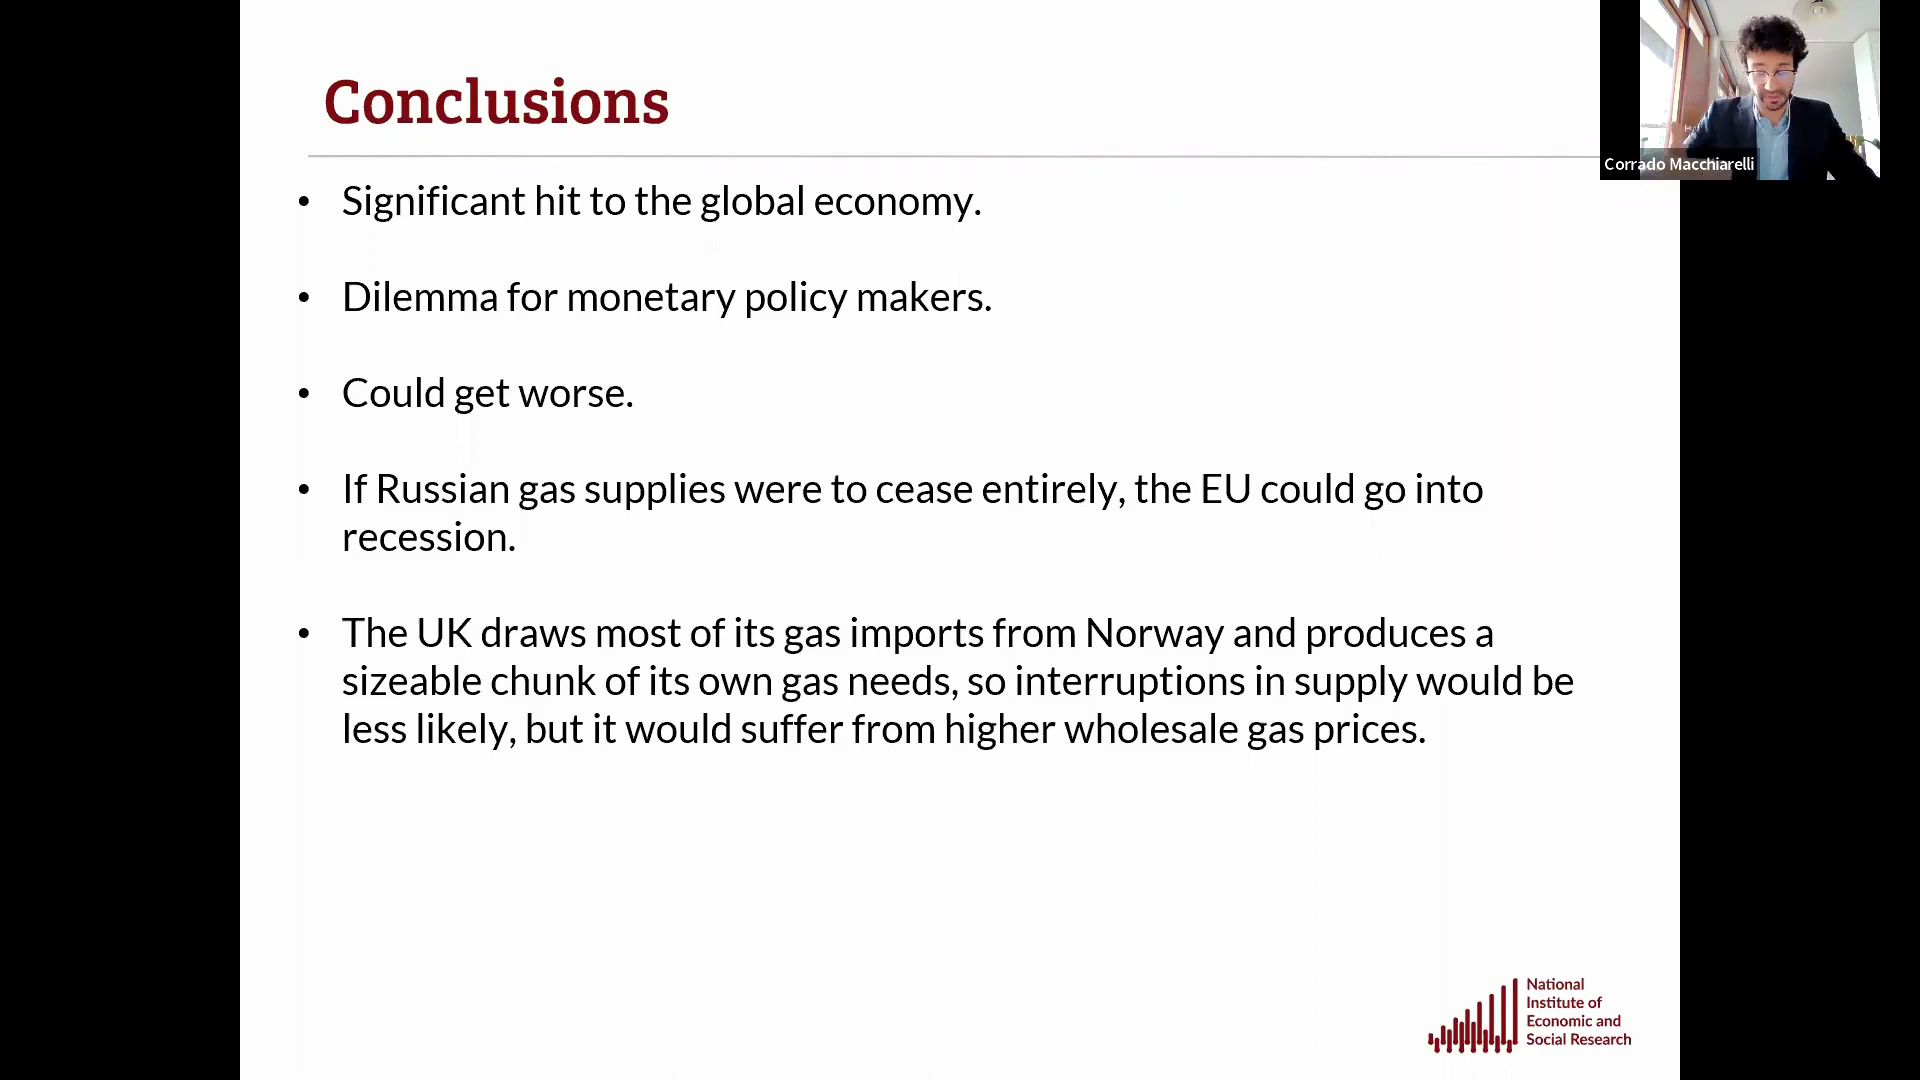 Conclusions
Corrado Macchiarelli
• Significant hit to the global economy.
• Dilemma for monetary policy makers.
• Could get worse.
• If Russian gas supplies were to cease entirely, the EU could go into
recession.
• The UK draws most of its gas imports from Norway and produces a
sizeable chunk of its own gas needs, so interruptions in supply would be
less likely, but it would suffer from higher wholesale gas prices.
National
Institute of
Economic and
Social Research